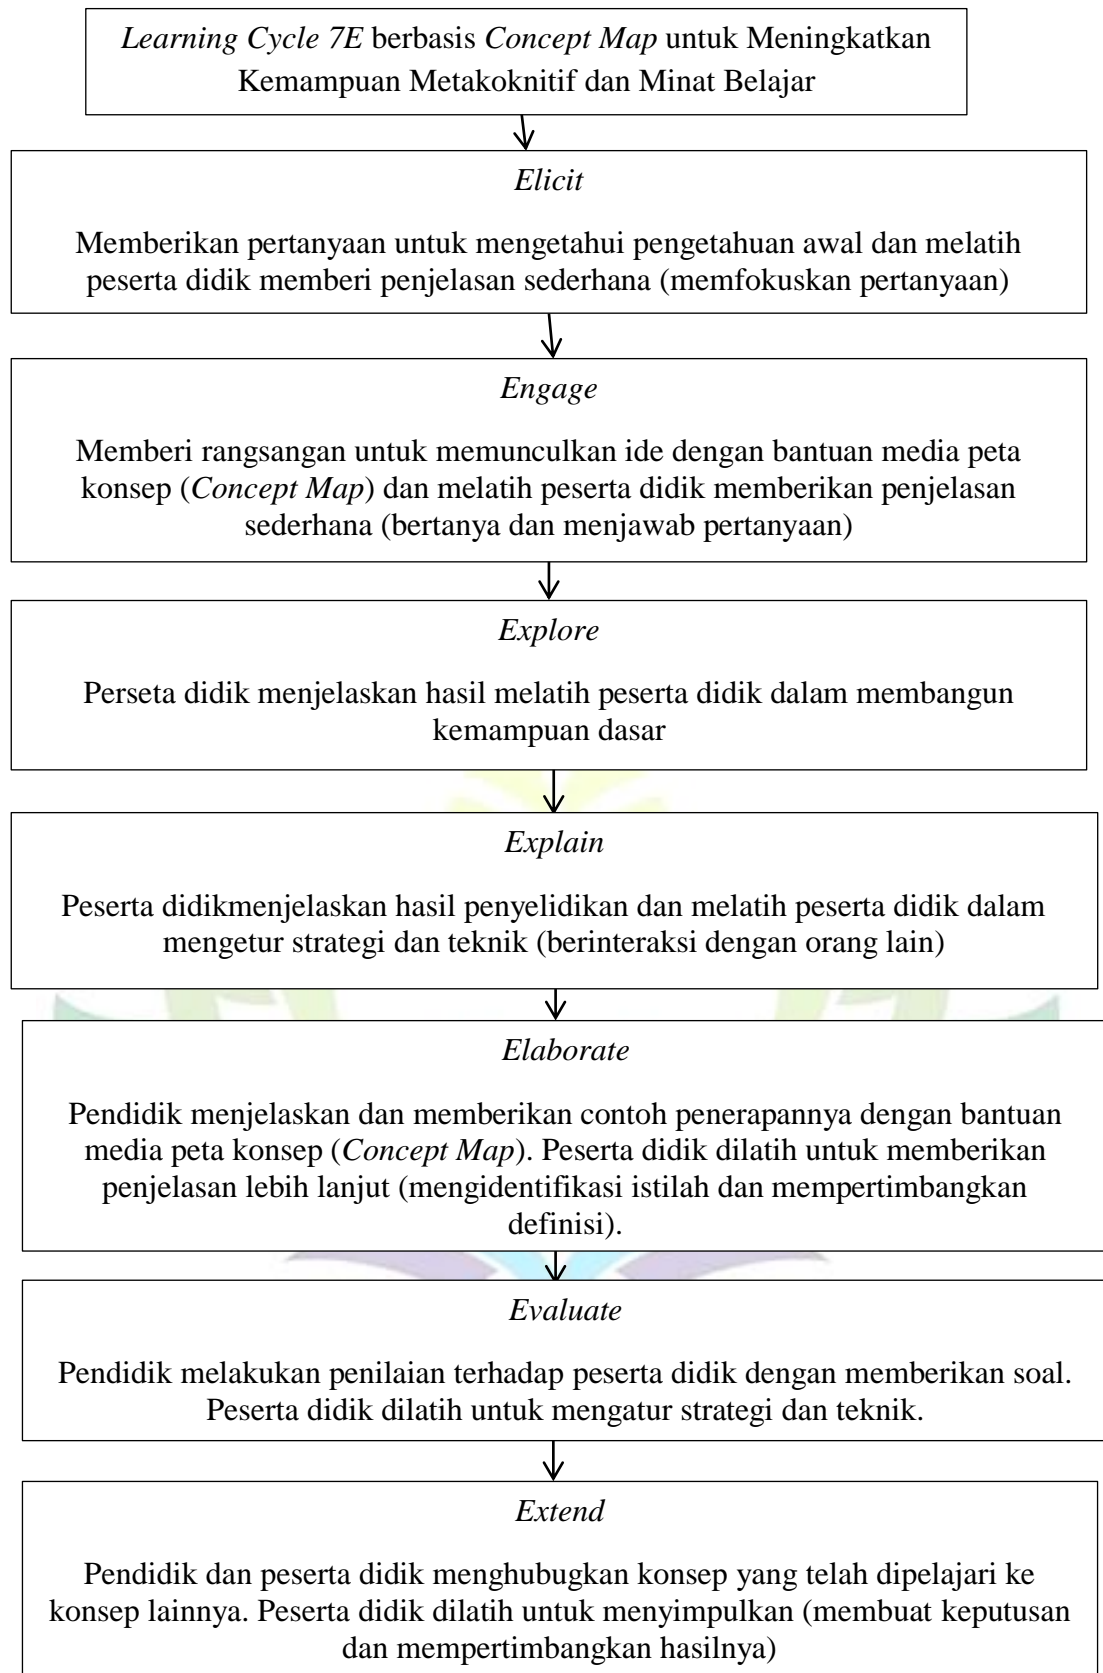 Learning Cycle 7E berbasis Concept Map untuk Meningkatkan
Kemampuan Metakoknitif dan Minat Belajar
Elicit
Memberikan pertanyaan untuk mengetahui pengetahuan awal dan melatih
peserta didik memberi penjelasan sederhana (memfokuskan pertanyaan)
Engage
Memberi rangsangan untuk memunculkan ide dengan bantuan media peta
konsep (Concept Map) dan melatih peserta didik memberikan penjelasan
sederhana (bertanya dan menjawab pertanyaan)
Explore
Perseta didik menjelaskan hasil melatih peserta didik dalam membangun
kemampuan dasar
Explain
Peserta didikmenjelaskan hasil penyelidikan dan melatih peserta didik dalam
mengetur strategi dan teknik (berinteraksi dengan orang lain)
Elaborate
Pendidik menjelaskan dan memberikan contoh penerapannya dengan bantuan
media peta konsep (Concept Map). Peserta didik dilatih untuk memberikan
penjelasan lebih lanjut (mengidentifikasi istilah dan mempertimbangkan
definisi).
Evaluate
Pendidik melakukan penilaian terhadap peserta didik dengan memberikan soal.
Peserta didik dilatih untuk mengatur strategi dan teknik.
Extend
Pendidik dan peserta didik menghubugkan konsep yang telah dipelajari ke
konsep lainnya. Peserta didik dilatih untuk menyimpulkan (membuat keputusan
dan mempertimbangkan hasilnya)